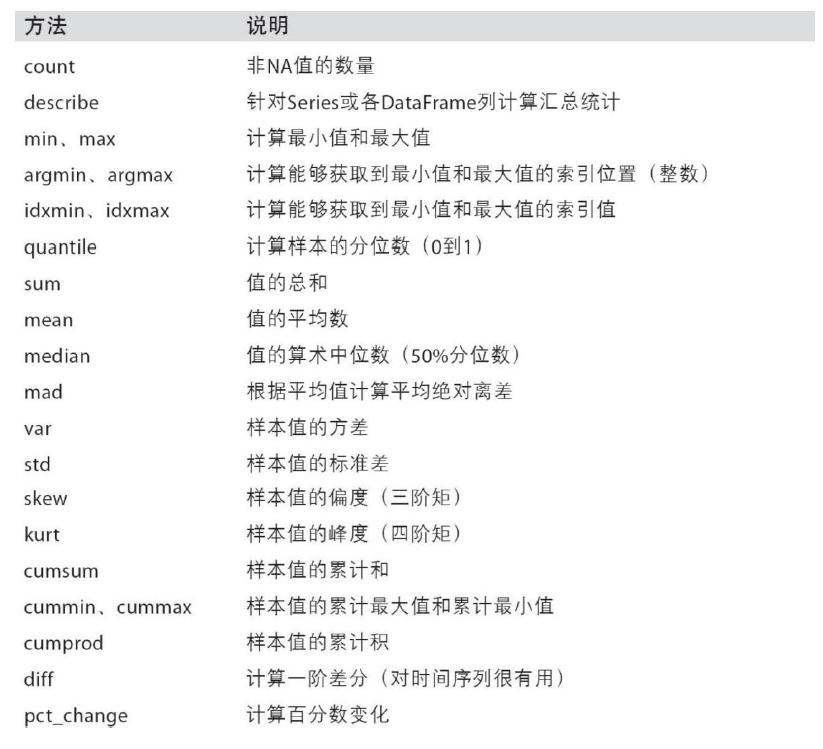 方法 说明
count 非NA值的数量
describe 针对Series或各DataFrame列计算汇总统计
min、max 计算最小值和最大值
argmin、argmax 计算能够获取到最小值和最大值的索引位置（整数）
idxmin、idxmax 计算能够获取到最小值和最大值的索引值
quantile 计算样本的分位数（0到1）
sum 值的总和
mean 值的平均数
median 值的算术中位数（50%分位数）
mad 根据平均值计算平均绝对离差
var 样本值的方差
std 样本值的标准差
skew 样本值的偏度（三阶矩）
kurt 样本值的峰度（四阶矩）
cumsum 样本值的累计和
cummin、cummax 样本值的累计最大值和累计最小值
cumprod 样本值的累计积
diff 计算一阶差分（对时间序列很有用）
pct_change 计算百分数变化